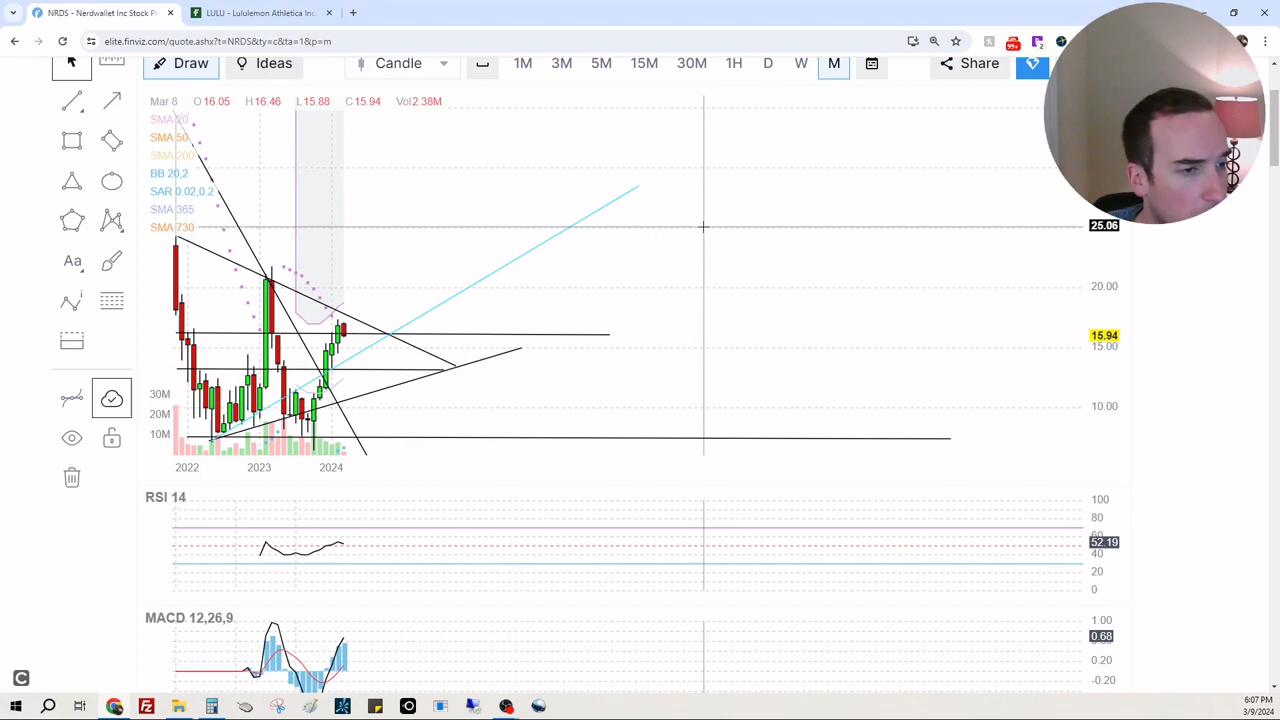 NRDS - Nerdwallet Inc Stock P
LULU - Lululemon Athletica Inc.
elite.finviz.com/quote.ashx?t=NRDS&ty=c&ta=1&p=m
99+
2
Draw
Ideas
Candle
1M 3M 5M 15M 30M 1H D W M
Share
Mar 8 O 16.05 H 16.46 L 15.88 C 15.94 Vol 2.38M
SMA 20
SMA 50
SMA 200
BB 20,2
SAR 0.02,0.2
SMA 365
SMA 730
25.06
20.00
15.94
15.00
10.00
30M
20M
10M
2022 2023 2024
Aa
RSI 14
100
80
60
52.19
40
20
0
MACD 12,26,9
1.00
0.68
0.20
-0.20
C
6:07 PM
3/9/2024